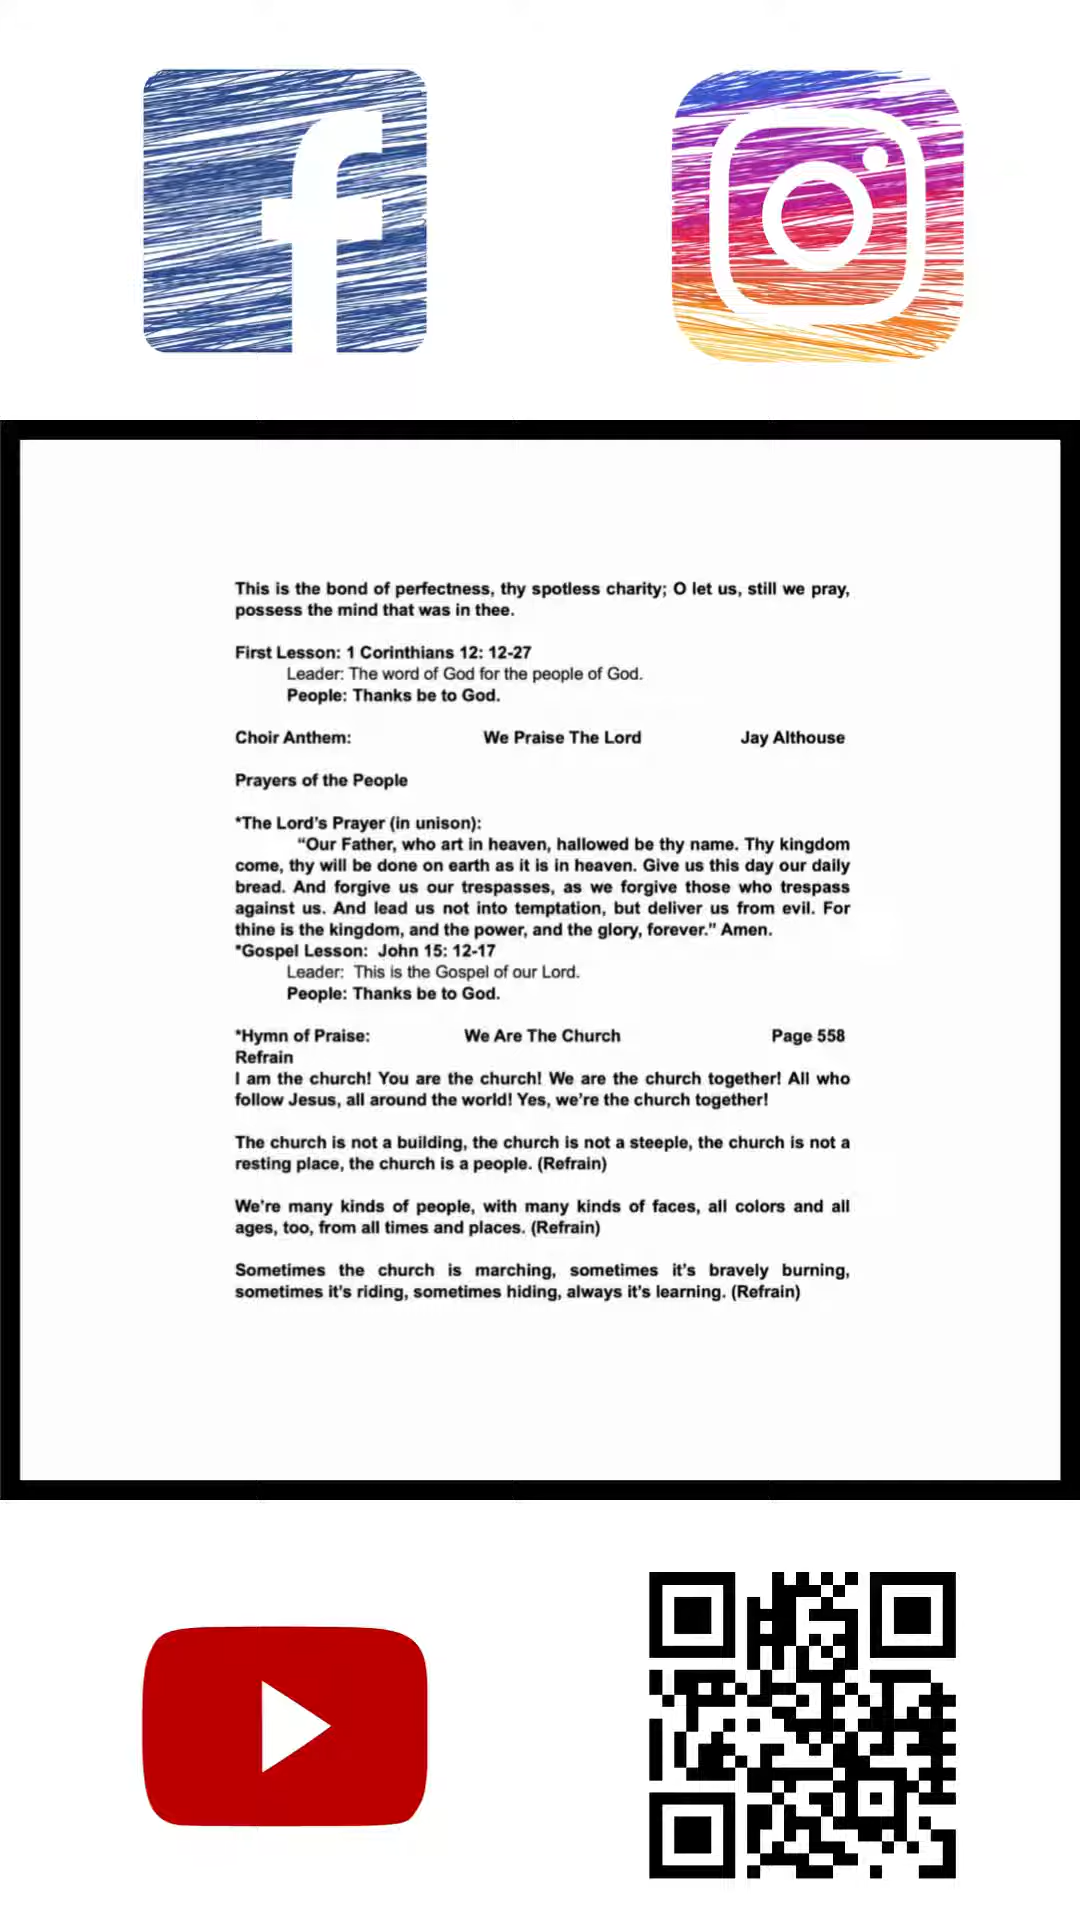 This is the bond of perfectness, thy spotless charity; O let us, still we pray,
possess the mind that was in thee.
First Lesson: 1 Corinthians 12: 12-27
Leader: The word of God for the people of God.
People: Thanks be to God.
Choir Anthem: We Praise The Lord Jay Althouse
Prayers of the People
*The Lord's Prayer (in unison):
“Our Father, who art in heaven, hallowed be thy name. Thy kingdom
come, thy will be done on earth as it is in heaven. Give us this day our daily
bread. And forgive us our trespasses, as we forgive those who trespass
against us. And lead us not into temptation, but deliver us from evil. For
thine is the kingdom, and the power, and the glory, forever.” Amen.
*Gospel Lesson: John 15: 12-17
Leader: This is the Gospel of our Lord.
People: Thanks be to God.
*Hymn of Praise: We Are The Church Page 558
Refrain
I am the church! You are the church! We are the church together! All who
follow Jesus, all around the world! Yes, we're the church together!
The church is not a building, the church is not a steeple, the church is not a
resting place, the church is a people. (Refrain)
We're many kinds of people, with many kinds of faces, all colors and all
ages, too, from all times and places. (Refrain)
Sometimes the church is marching, sometimes it's bravely burning,
sometimes it's riding, sometimes hiding, always it's learning. (Refrain)